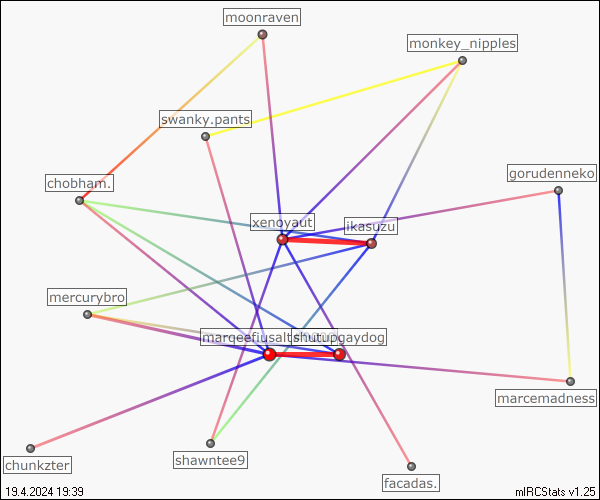 moonraven
monkey_nipples
swanky.pants
gorudenneko
chobham.
xenoyaut
ikasuzu
mercurybro
shutupgaydog
marcemadness
chunkzter
shawntee9
facadas.
19.4.2024 19:39
mIRCStats v1.25